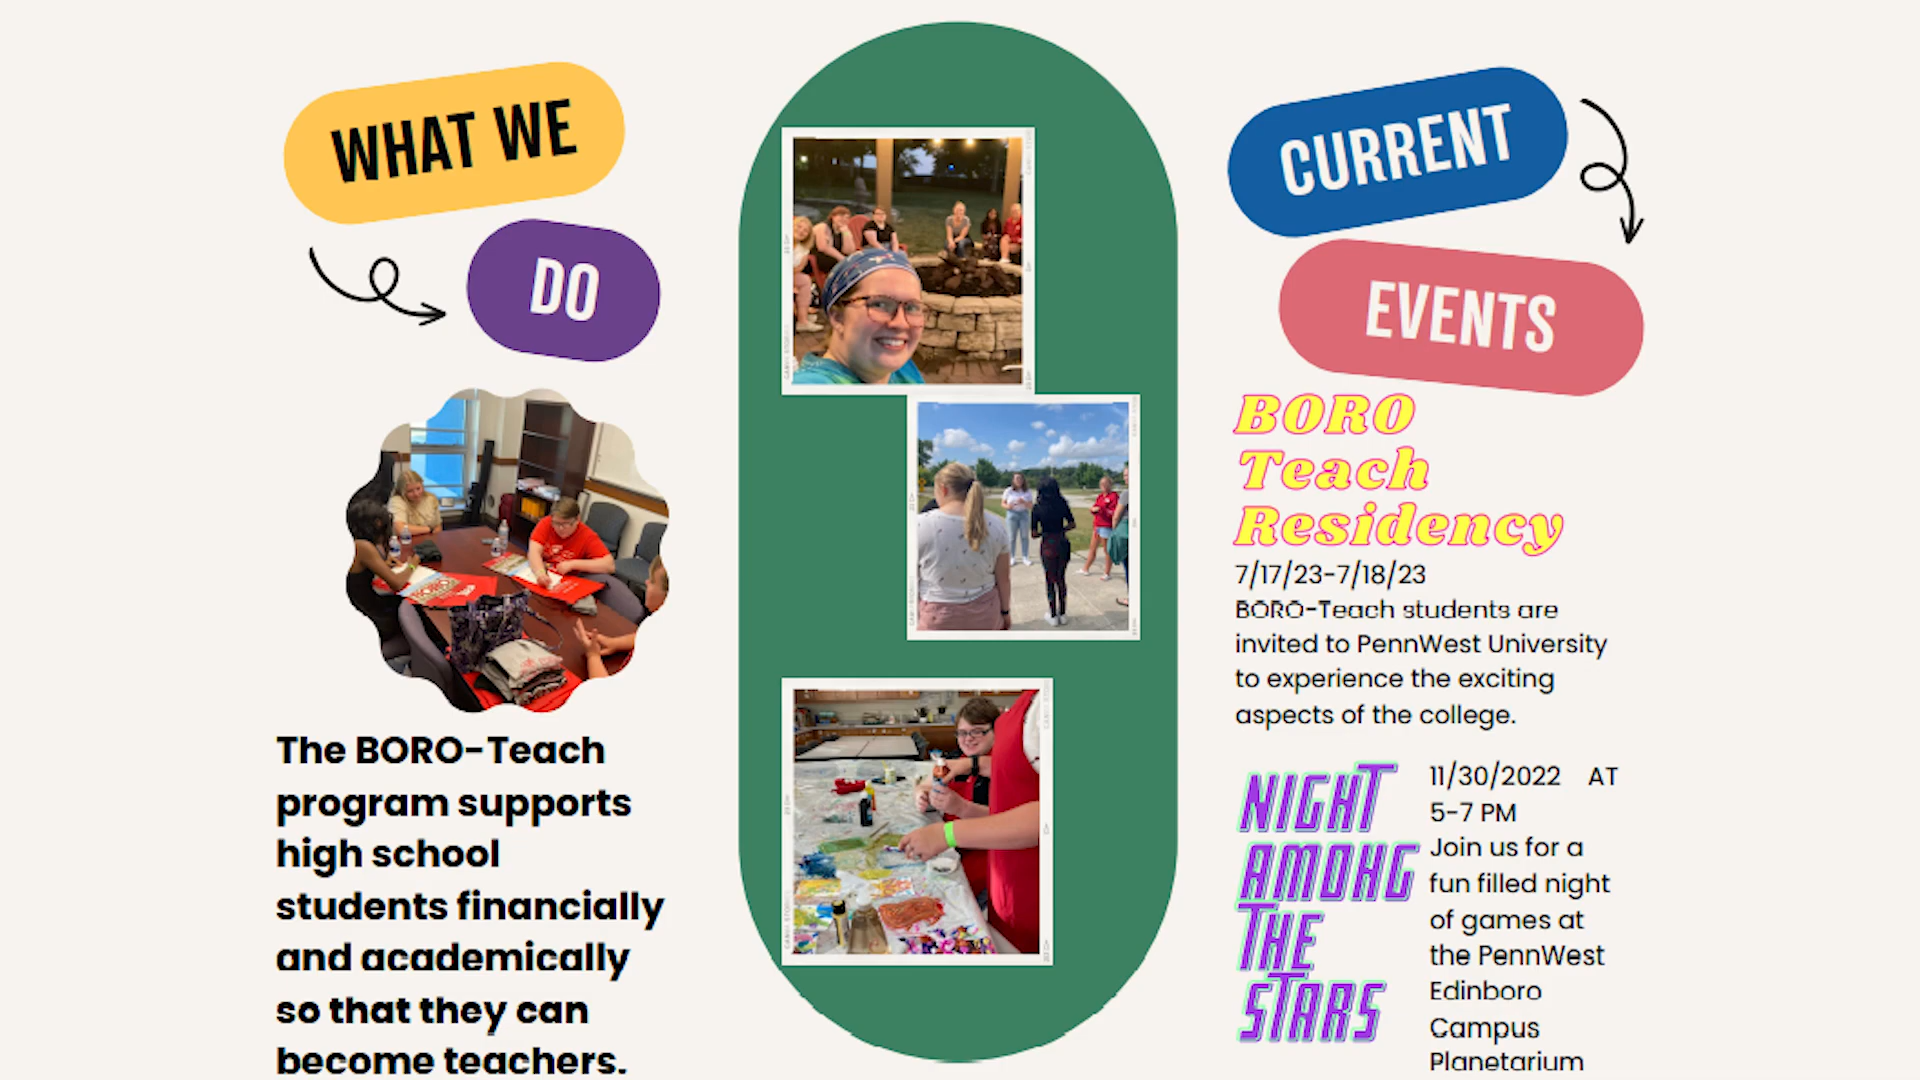 WHAT WE
DO
The BORO-Teach
program supports
high school
students financially
and academically
so that they can
become teachers.
CURRENT
EVENTS
BORO
Teach
Residency
7/17/23-7/18/23
BORO-Teach students are
invited to PennWest University
to experience the exciting
aspects of the college.
NIGHT
AMONG
THE
STARS
11/30/2022 AT
5-7 PM
Join us for a
fun filled night
of games at
the PennWest
Edinboro
Campus
Planetarium